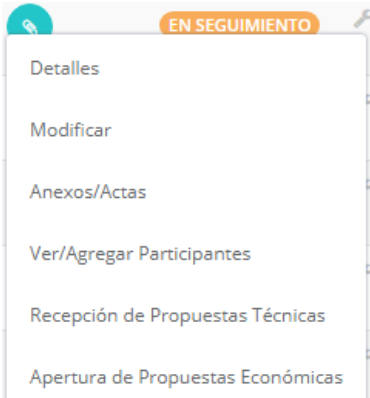 EN SEGUIMIENTO
Detalles
Modificar
Anexos/Actas
Ver/Agregar Participantes
Recepción de Propuestas Técnicas
Apertura de Propuestas Económicas